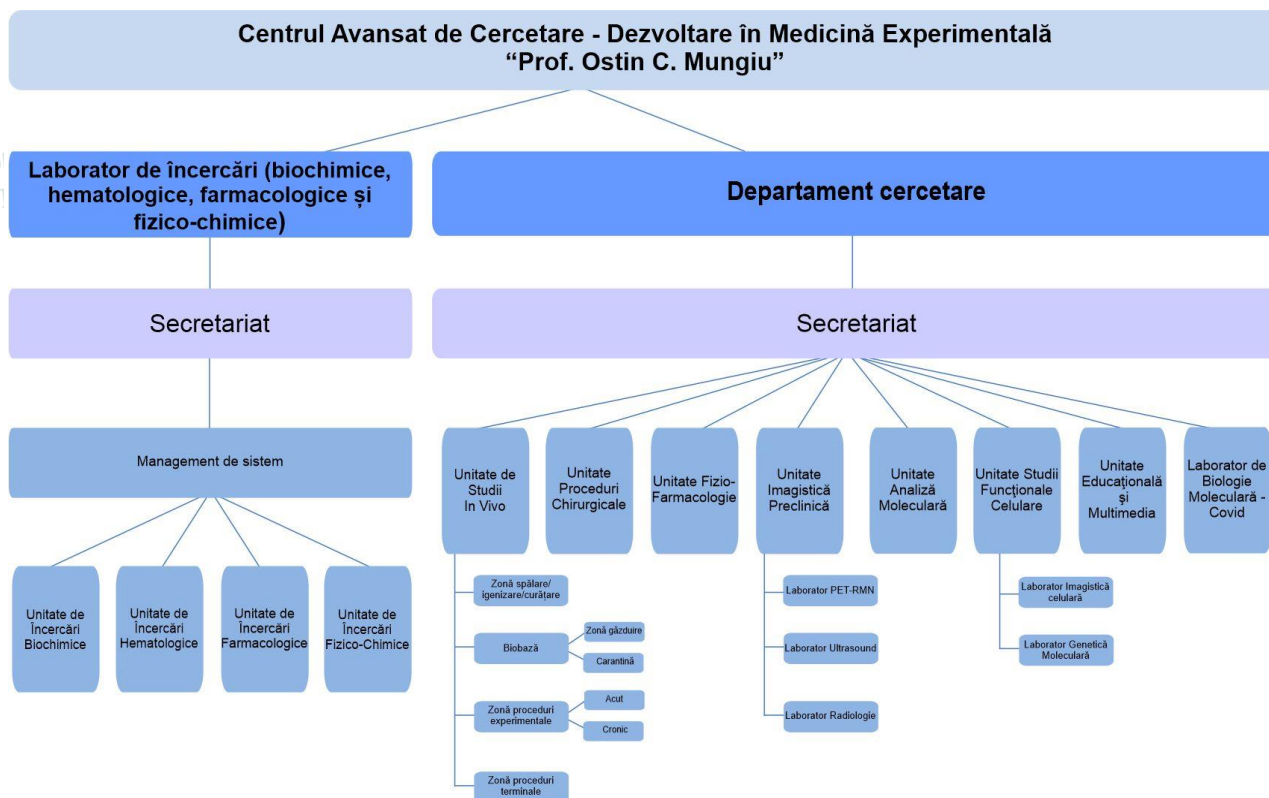 Centrul Avansat de Cercetare - Dezvoltare în Medicină Experimentală
“Prof. Ostin C. Mungiu”
Laborator de încercări (biochimice,
hematologice, farmacologice și
fizico-chimice)
Departament cercetare
Secretariat
Secretariat
Management de sistem
Unitate de
Încercări
Biochimice
Unitate de
Încercări
Hematologice
Unitate de
Încercări
Farmacologice
Unitate de
Încercări
Fizico-Chimice
Unitate de
Studii
In Vivo
Unitate
Proceduri
Chirurgicale
Unitate Fizio-
Farmacologie
Unitate
Imagistică
Preclinică
Unitate
Analiză
Moleculară
Unitate Studii
Funcţionale
Celulare
Unitate
Educaţională
şi
Multimedia
Laborator de
Biologie
Moleculară -
Covid
Zonă spălare/
igenizare/curățare
Biobază
Zonă găzduire
Carantină
Zonă proceduri
experimentale
Acut
Cronic
Zonă proceduri
terminale
Laborator PET-RMN
Laborator Ultrasound
Laborator Radiologie
Laborator Imagistică
celulară
Laborator Genetică
Moleculară